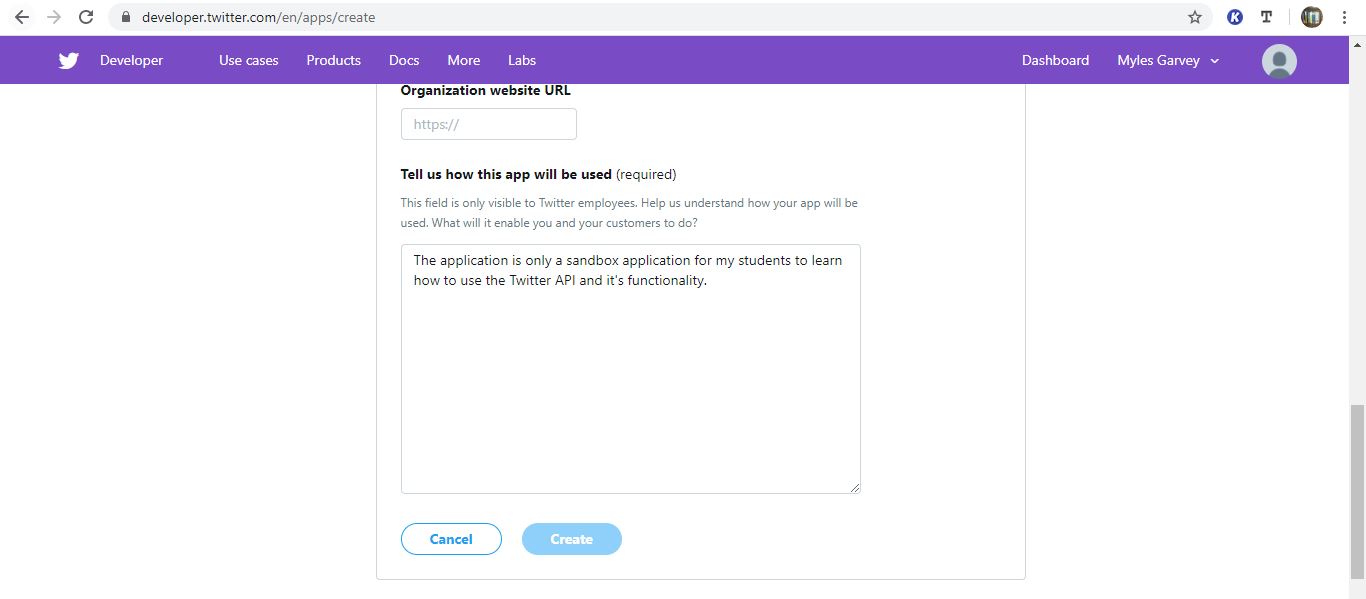 developer.twitter.com/en/apps/create
K T
Developer Use cases Products Docs More Labs Dashboard Myles Garvey
Organization website URL
https://
Tell us how this app will be used (required)
This field is only visible to Twitter employees. Help us understand how your app will be
used. What will it enable you and your customers to do?
The application is only a sandbox application for my students to learn
how to use the Twitter API and it's functionality.
Cancel Create